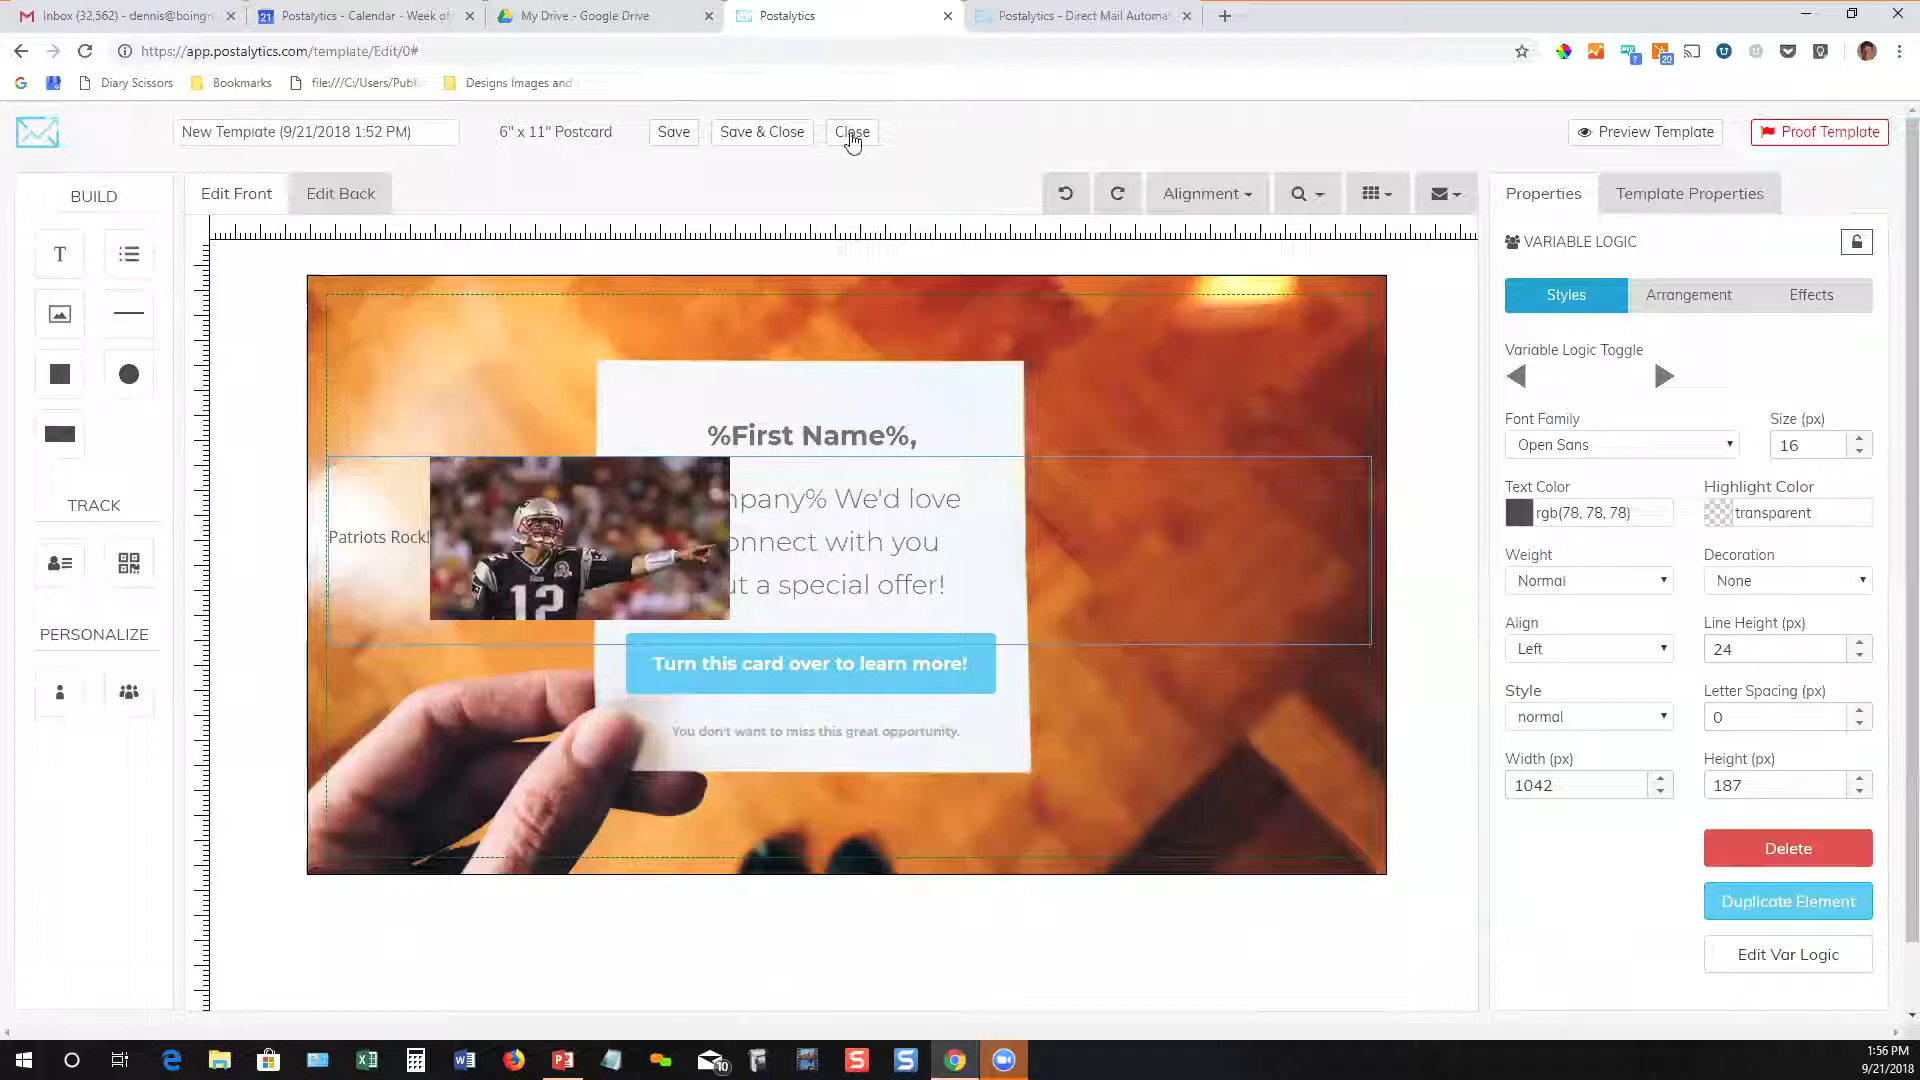 Inbox (32,562) - dennis@boing
Postalytics - Calendar - Week of
My Drive - Google Drive
Postalytics
Postalytics - Direct Mail Automa
https://app.postalytics.com/template/Edit/0#
?
20
Diary Scissors
Bookmarks
file:///C:/Users/Publ
Designs Images and
New Template (9/21/2018 1:52 PM)
6" x 11" Postcard
Save
Save & Close
Close
Preview Template
Proof Template
BUILD
T
TRACK
PERSONALIZE
Edit Front
Edit Back
Alignment
%First Name%,
mpany% We'd love
onnect with you
ut a special offer!
Patriots Rock!
12
Turn this card over to learn more!
You don't want to miss this great opportunity.
Properties
Template Properties
VARIABLE LOGIC
Styles
Arrangement
Effects
Variable Logic Toggle
Font Family
Size (px)
Open Sans
16
Text Color
Highlight Color
rgb(78, 78, 78)
transparent
Weight
Decoration
Normal
None
Align
Line Height (px)
Left
24
Style
Letter Spacing (px)
normal
0
Width (px)
Height (px)
1042
187
Delete
Duplicate Element
Edit Var Logic
10
1:56 PM
9/21/2018